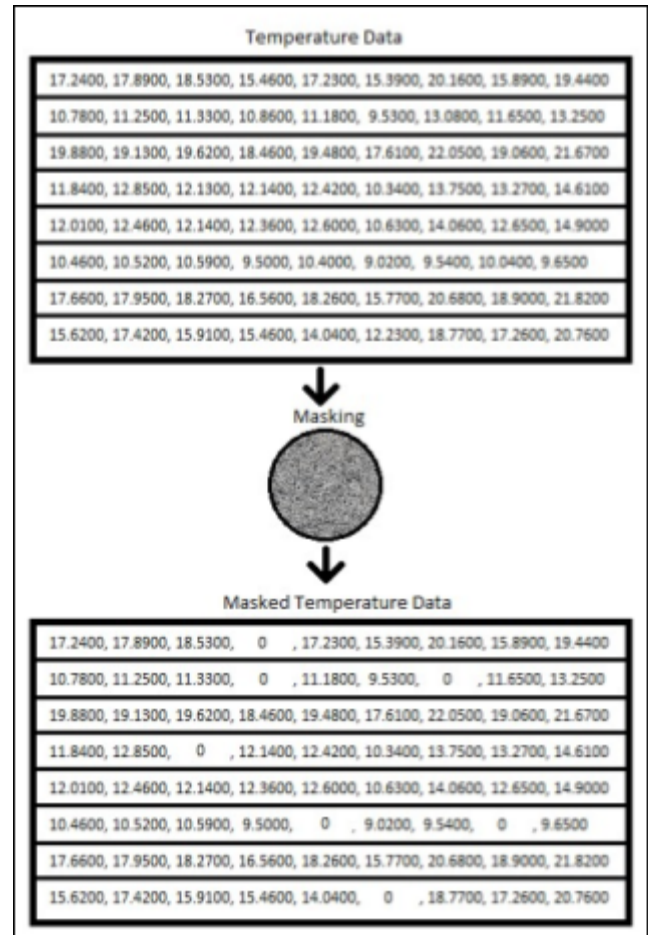 Temperature Data
17.2400, 17.8900, 18.5300, 15.4600, 17.2300, 15.3900, 20.1600, 15.8900, 19.4400
10.7800, 11.2500, 11.3300, 10.8600, 11.1800, 9.5300, 13.0800, 11.6500, 13.2500
19.8800, 19.1300, 19.6200, 18.4600, 19.4800, 17.6100, 22.0500, 19.0600, 21.6700
11.8400, 12.8500, 12.1300, 12.1400, 12.4200, 10.3400, 13.7500, 13.2700, 14.6100
12.0100, 12.4600, 12.1400, 12.3600, 12.6000, 10.6300, 14.0600, 12.6500, 14.9000
10.4600, 10.5200, 10.5900, 9.5000, 10.4000, 9.0200, 9.5400, 10.0400, 9.6500
17.6600, 17.9500, 18.2700, 16.5600, 18.2600, 15.7700, 20.6800, 18.9000, 21.8200
15.6200, 17.4200, 15.9100, 15.4600, 14.0400, 12.2300, 18.7700, 17.2600, 20.7600
Masking
Masked Temperature Data
17.2400, 17.8900, 18.5300, 0 , 17.2300, 15.3900, 20.1600, 15.8900, 19.4400
10.7800, 11.2500, 11.3300, 0 , 11.1800, 9.5300, 0 , 11.6500, 13.2500
19.8800, 19.1300, 19.6200, 18.4600, 19.4800, 17.6100, 22.0500, 19.0600, 21.6700
11.8400, 12.8500, 0 , 12.1400, 12.4200, 10.3400, 13.7500, 13.2700, 14.6100
12.0100, 12.4600, 12.1400, 12.3600, 12.6000, 10.6300, 14.0600, 12.6500, 14.9000
10.4600, 10.5200, 10.5900, 9.5000, 0 , 9.0200, 9.5400, 0 , 9.6500
17.6600, 17.9500, 18.2700, 16.5600, 18.2600, 15.7700, 20.6800, 18.9000, 21.8200
15.6200, 17.4200, 15.9100, 15.4600, 14.0400, 0 , 18.7700, 17.2600, 20.7600